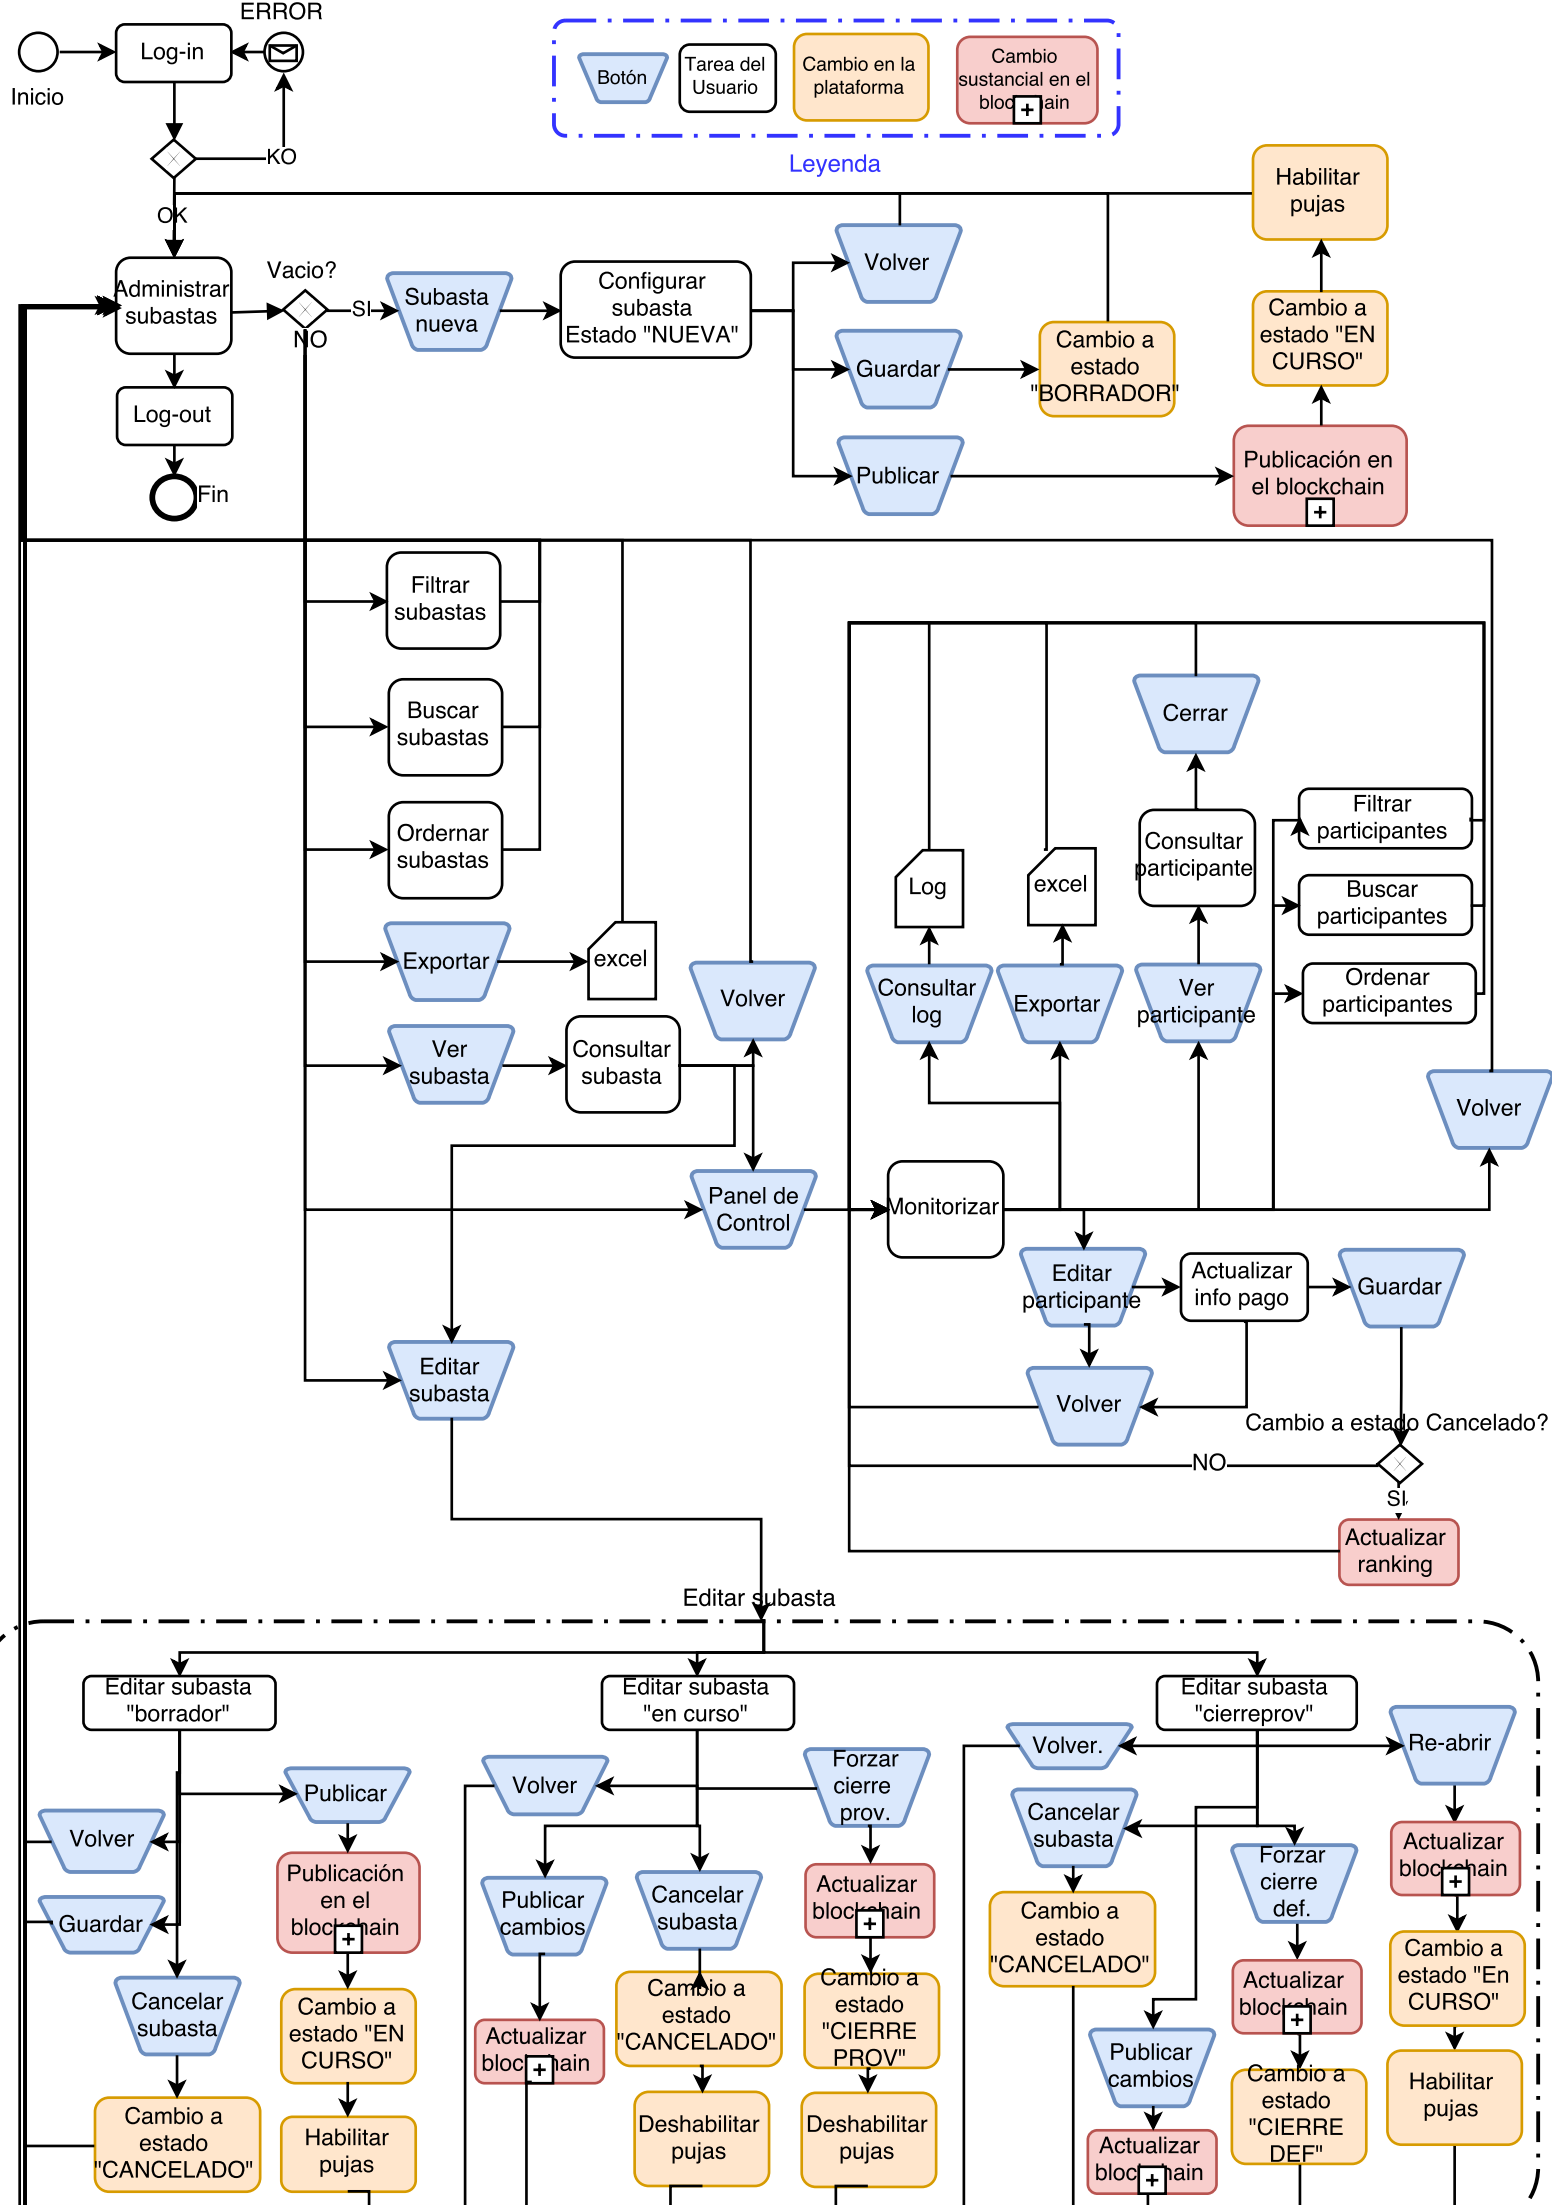 ERROR
Log-in
Inicio
KO
OK
Botón
Tarea del
Usuario
Cambio en la
plataforma
Cambio
sustancial en el
blockchain
Leyenda
Habilitar
pujas
Administrar
subastas
Vacio?
SI
NO
Subasta
nueva
Configurar
subasta
Estado "NUEVA"
Volver
Guardar
Cambio a
estado
"BORRADOR"
Cambio a
estado "EN
CURSO"
Log-out
Fin
Publicar
Publicación en
el blockchain
Filtrar
subastas
Buscar
subastas
Ordernar
subastas
Exportar
excel
Ver
subasta
Consultar
subasta
Volver
Panel de
Control
Editar
subasta
Cerrar
Consultar
participante
Log
excel
Consultar
log
Exportar
Ver
participante
Filtrar
participantes
Buscar
participantes
Ordenar
participantes
Volver
Monitorizar
Editar
participante
Actualizar
info pago
Guardar
Volver
Cambio a estado Cancelado?
NO
SI
Actualizar
ranking
Editar subasta
Editar subasta
"borrador"
Volver
Guardar
Cancelar
subasta
Cambio a
estado
"CANCELADO"
Publicar
Publicación
en el
blockchain
Cambio a
estado "EN
CURSO"
Habilitar
pujas
Editar subasta
"en curso"
Volver
Publicar
cambios
Actualizar
blockchain
Cancelar
subasta
Cambio a
estado
"CANCELADO"
Deshabilitar
pujas
Forzar
cierre
prov.
Actualizar
blockchain
Cambio a
estado
"CIERRE
PROV"
Deshabilitar
pujas
Editar subasta
"cierreprov"
Volver.
Cancelar
subasta
Cambio a
estado
"CANCELADO"
Publicar
cambios
Actualizar
blockchain
Forzar
cierre
def.
Actualizar
blockchain
Cambio a
estado
"CIERRE
DEF"
Re-abrir
Actualizar
blockchain
Cambio a
estado "En
CURSO"
Habilitar
pujas